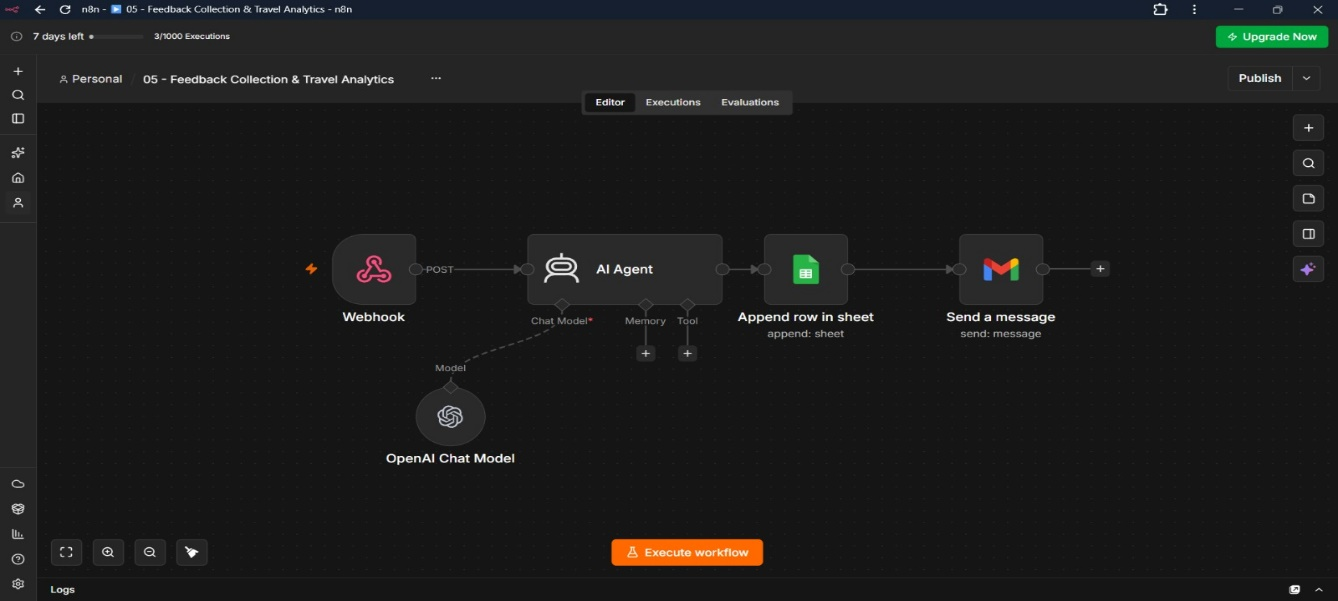 n8n - ▶ 05 - Feedback Collection & Travel Analytics - n8n
7 days left
3/1000 Executions
Upgrade Now
Personal / 05 - Feedback Collection & Travel Analytics ...
Publish
Editor Executions Evaluations
POST
AI Agent
Webhook
Chat Model*
Memory
Tool
Append row in sheet
append: sheet
Send a message
send: message
Model
OpenAI Chat Model
Execute workflow
Logs